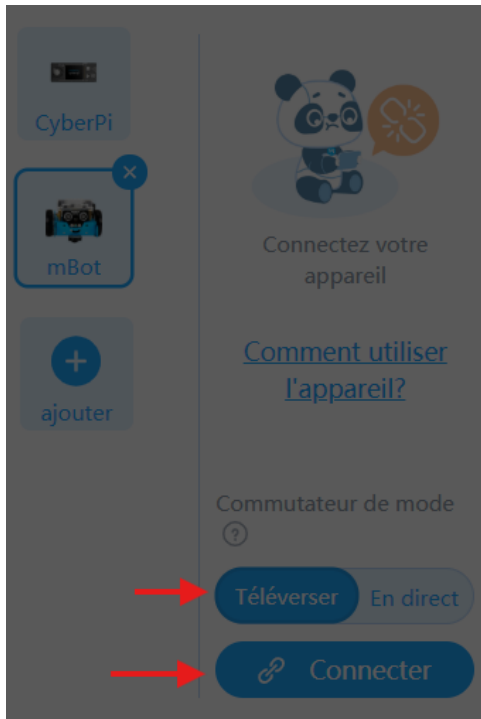 CyberPi
mBot
ajouter
Connectez votre
appareil
Comment utiliser
l'appareil?
Commutateur de mode
?
Téléverser
En direct
Connecter